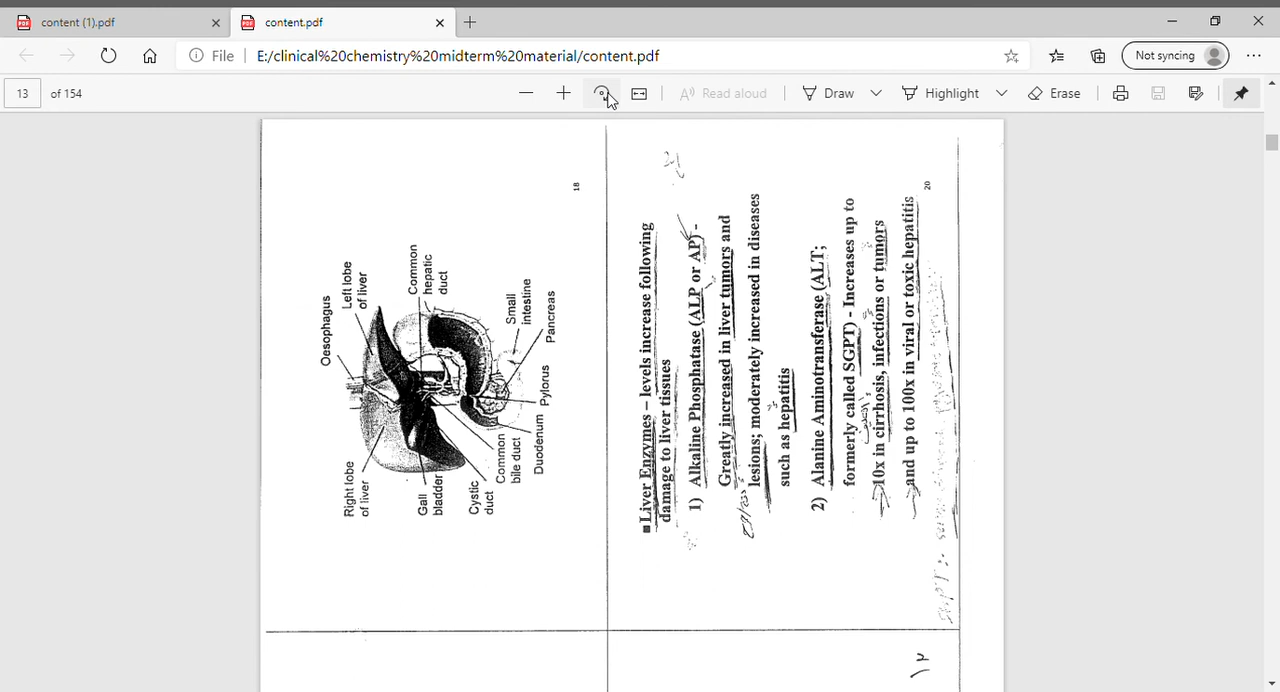 content (1).pdf
content.pdf
File
E:/clinical%20chemistry%20midterm%20material/content.pdf
Not syncing
13
of 154
Read aloud
Draw
Highlight
Erase
Oesophagus
Left lobe
of liver
Common
hepatic
duct
Small
intestine
Pancreas
Right lobe
of liver
Gall
bladder
Cystic
duct
Common
bile duct
Duodenum
Pylorus
18
■ Liver Enzymes – levels increase following
damage to liver tissues
1) Alkaline Phosphatase (ALP or AP) -
Greatly increased in liver tumors and
lesions; moderately increased in diseases
such as hepatitis
2) Alanine Aminotransferase (ALT;
formerly called SGPT) - Increases up to
10x in cirrhosis, infections or tumors
and up to 100x in viral or toxic hepatitis
20
١٢